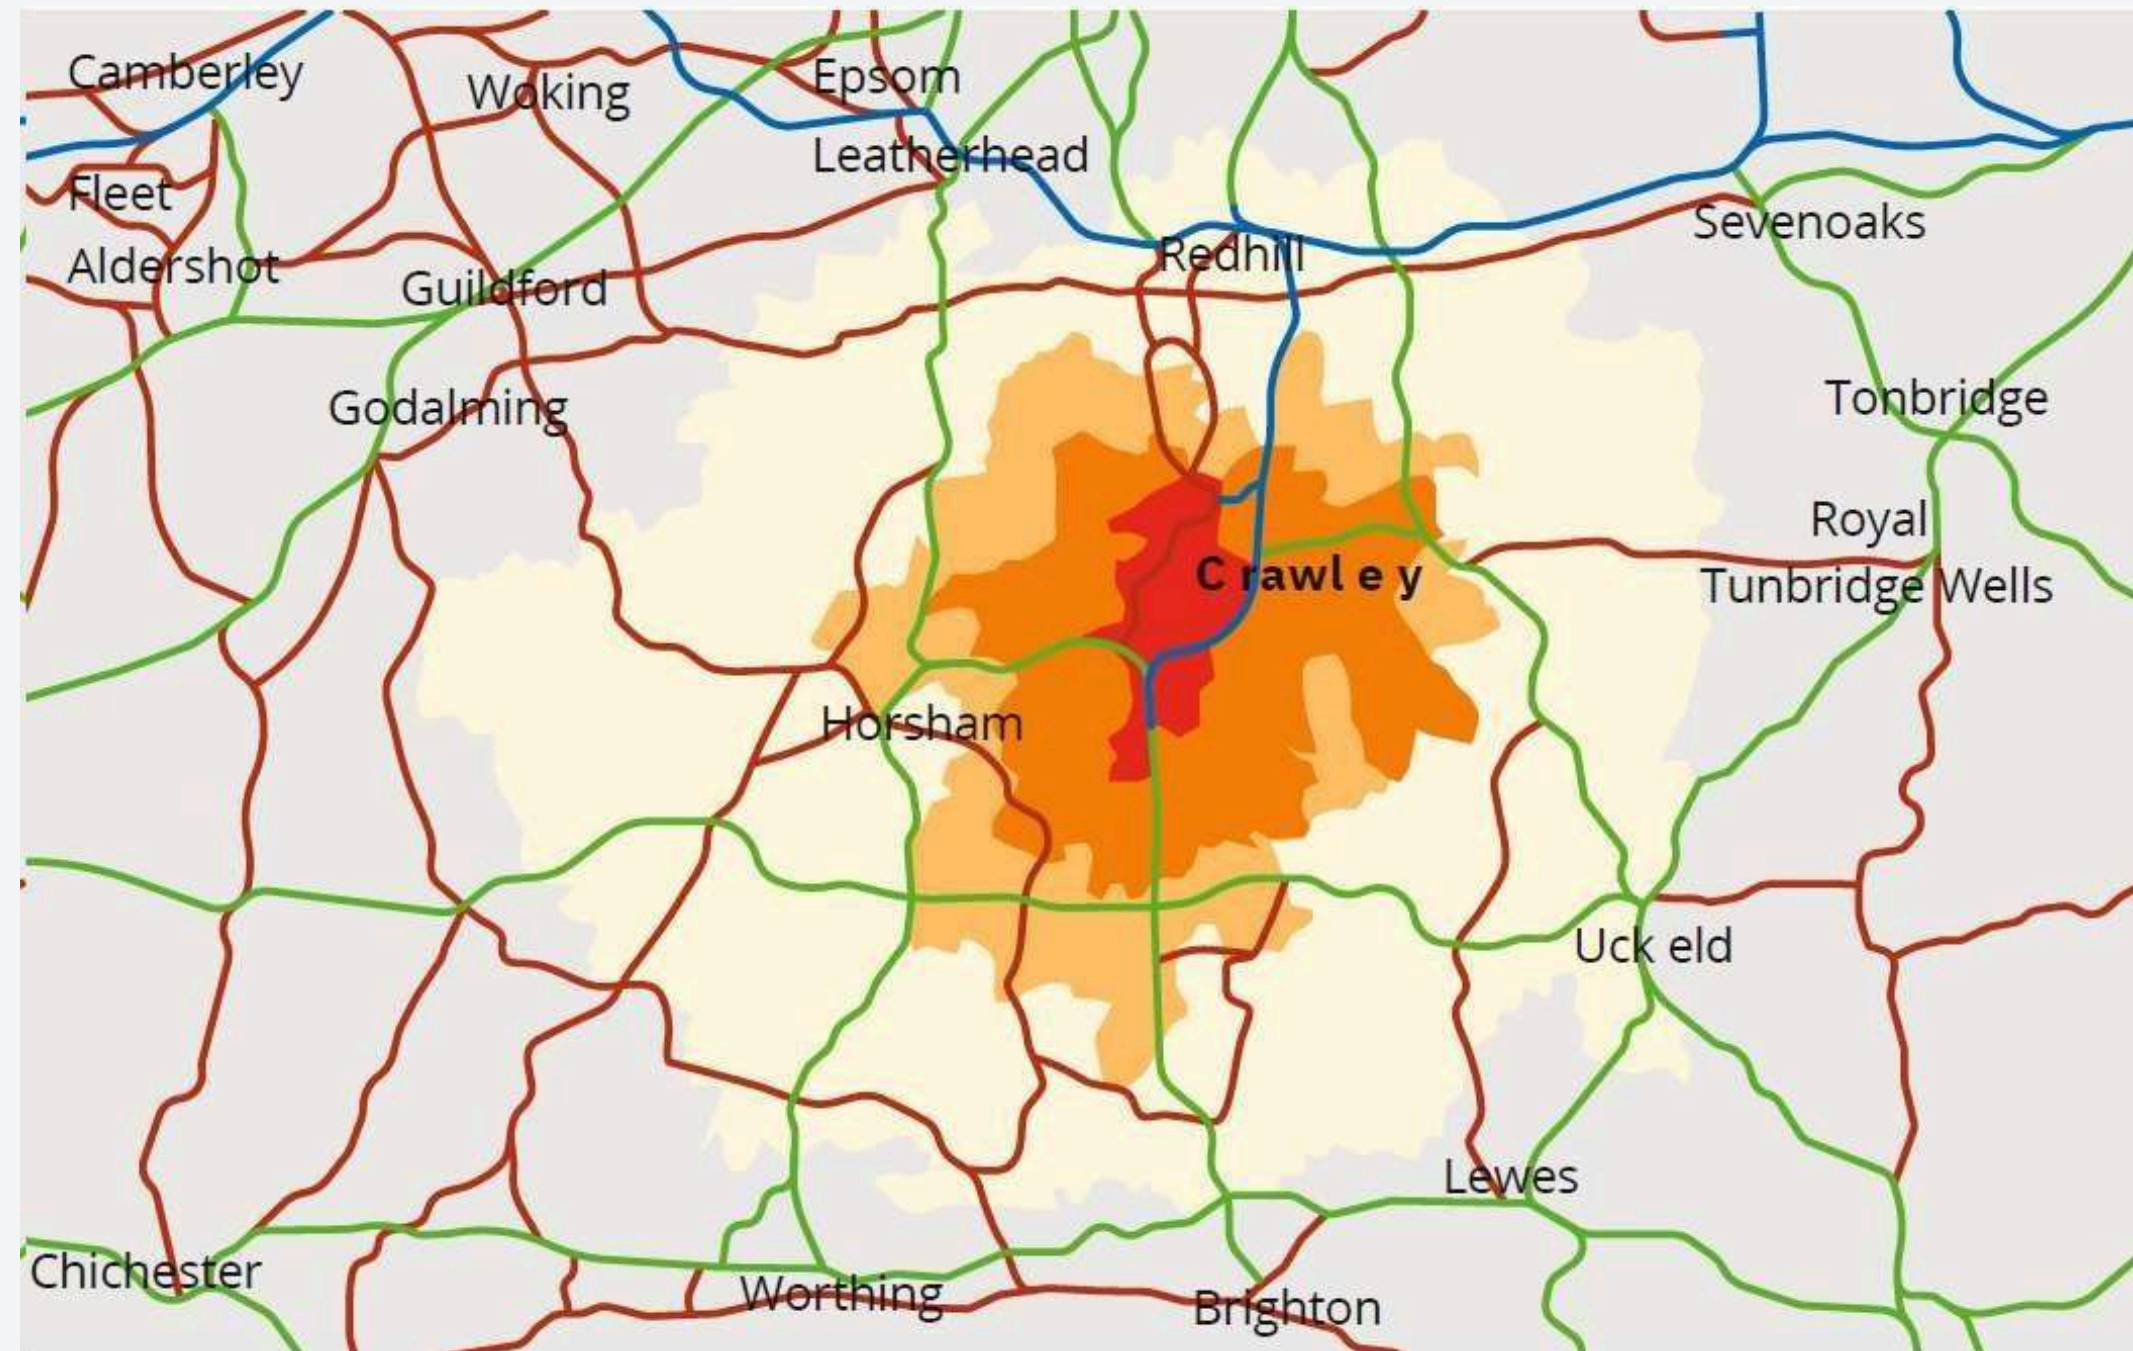 Camberley
Woking
Epsom
Leatherhead
Fleet
Sevenoaks
Redhill
Aldershot
Guildford
Tonbridge
Godalming
Royal
Tunbridge Wells
C rawl e y
Horsham
Uck eld
Lewes
Chichester
Worthing
Brighton